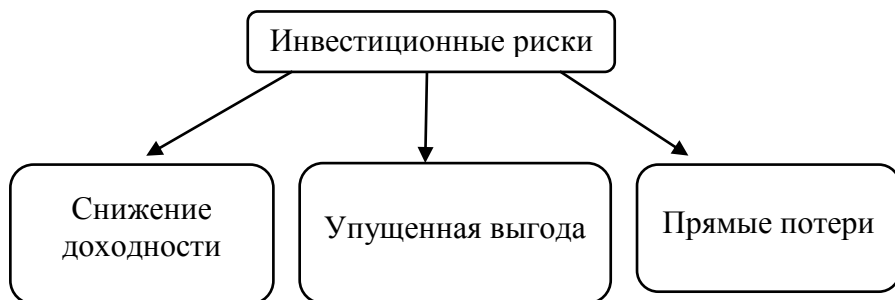 Инвестиционные риски
Снижение
доходности
Упущенная выгода
Прямые потери